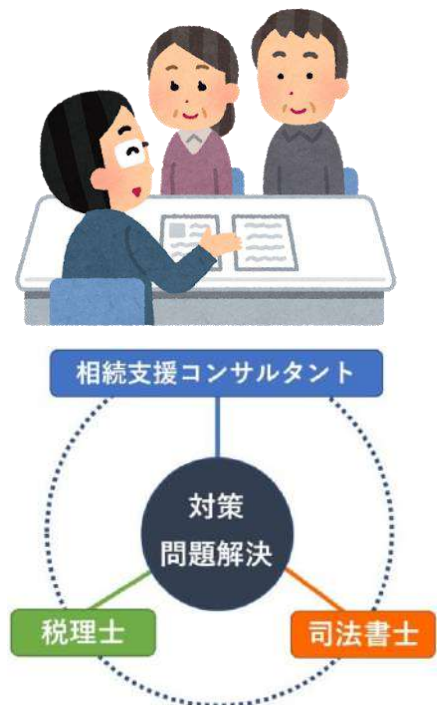 相続支援コンサルタント
対策
問題解決
税理士
司法書士